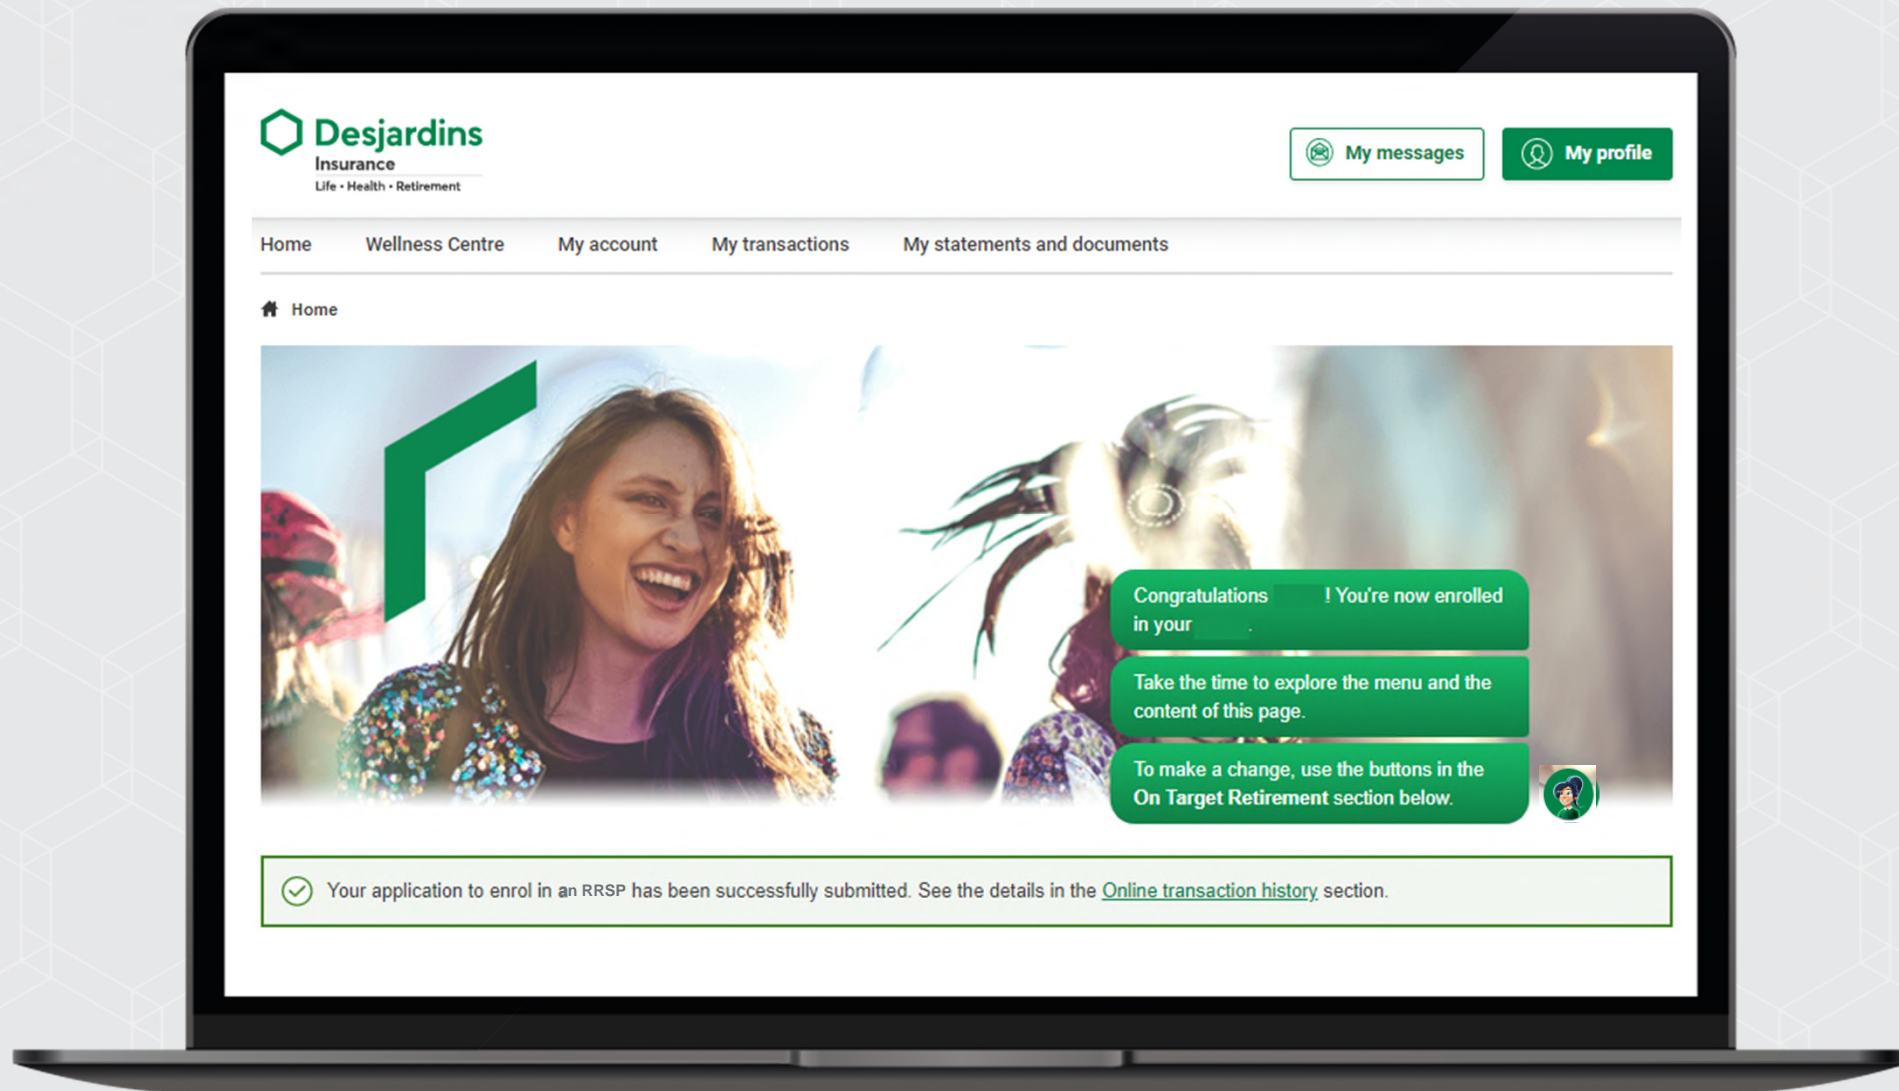 Desjardins
Insurance
Life • Health • Retirement
My messages
My profile
Home
Wellness Centre
My account
My transactions
My statements and documents
Home
Congratulations ! You're now enrolled
in your .
Take the time to explore the menu and the
content of this page.
To make a change, use the buttons in the
On Target Retirement section below.
Your application to enrol in an RRSP has been successfully submitted. See the details in the Online transaction history section.